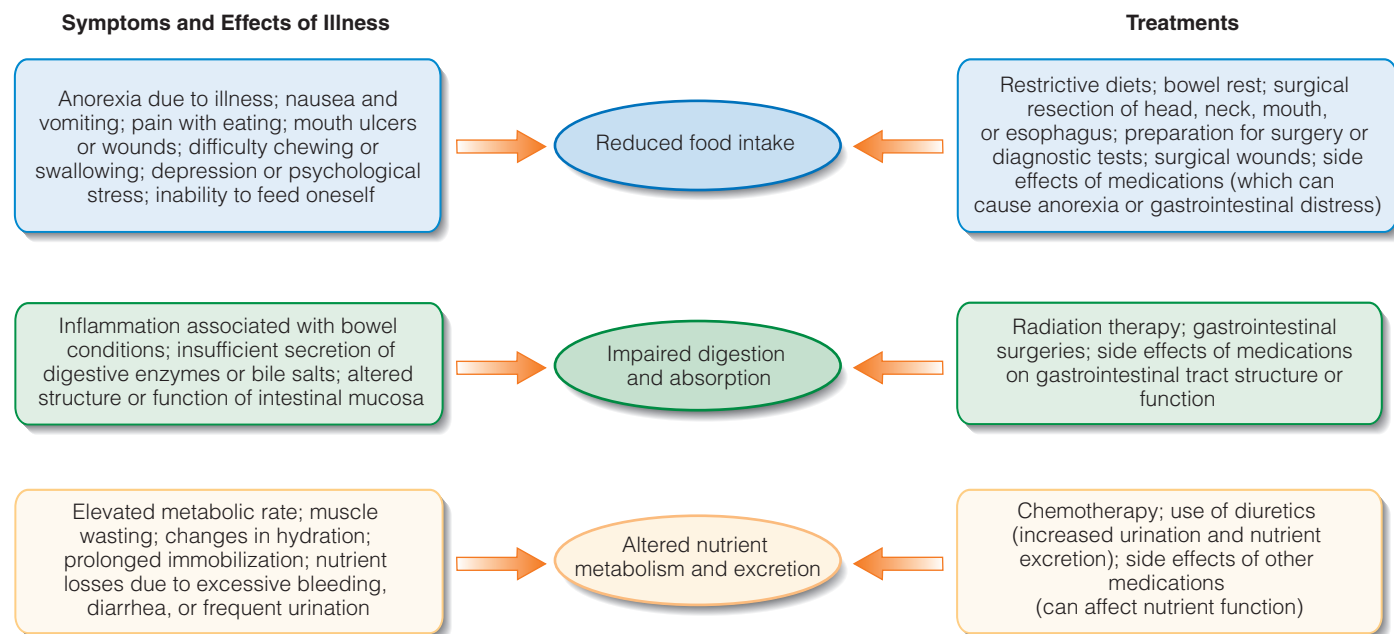 Symptoms and Effects of Illness
Treatments
Anorexia due to illness; nausea and
vomiting; pain with eating; mouth ulcers
or wounds; difficulty chewing or
swallowing; depression or psychological
stress; inability to feed oneself
Reduced food intake
Restrictive diets; bowel rest; surgical
resection of head, neck, mouth,
or esophagus; preparation for surgery or
diagnostic tests; surgical wounds; side
effects of medications (which can
cause anorexia or gastrointestinal distress)
Inflammation associated with bowel
conditions; insufficient secretion of
digestive enzymes or bile salts; altered
structure or function of intestinal mucosa
Impaired digestion
and absorption
Radiation therapy; gastrointestinal
surgeries; side effects of medications
on gastrointestinal tract structure or
function
Elevated metabolic rate; muscle
wasting; changes in hydration;
prolonged immobilization; nutrient
losses due to excessive bleeding,
diarrhea, or frequent urination
Altered nutrient
metabolism and excretion
Chemotherapy; use of diuretics
(increased urination and nutrient
excretion); side effects of other
medications
(can affect nutrient function)